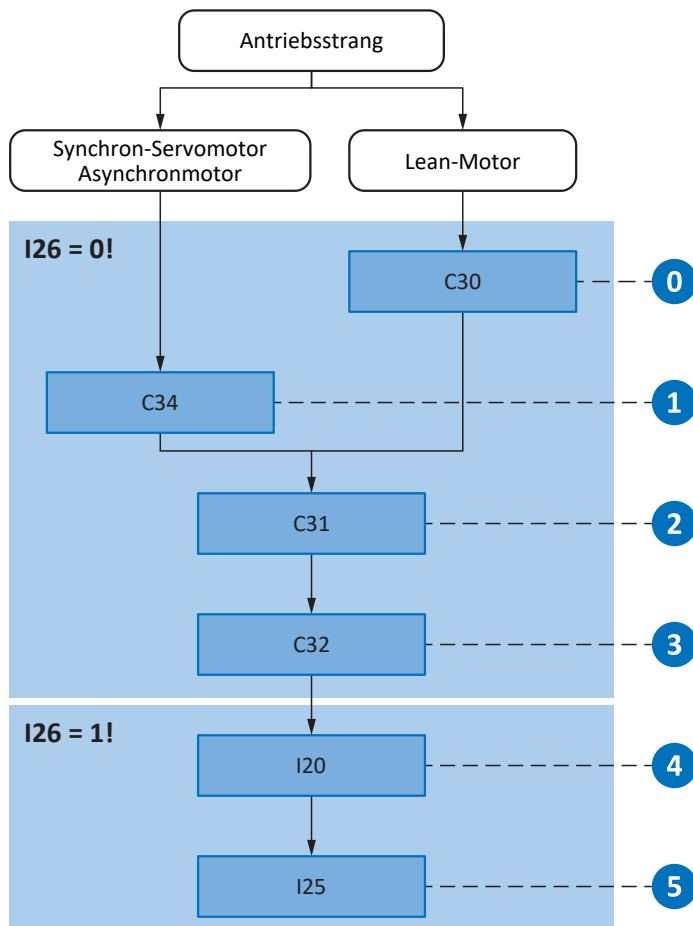 Antriebsstrang
Synchron-Servomotor
Asynchronmotor
Lean-Motor
I26 = 0!
C30
0
C34
1
C31
2
C32
3
I26 = 1!
I20
4
I25
5